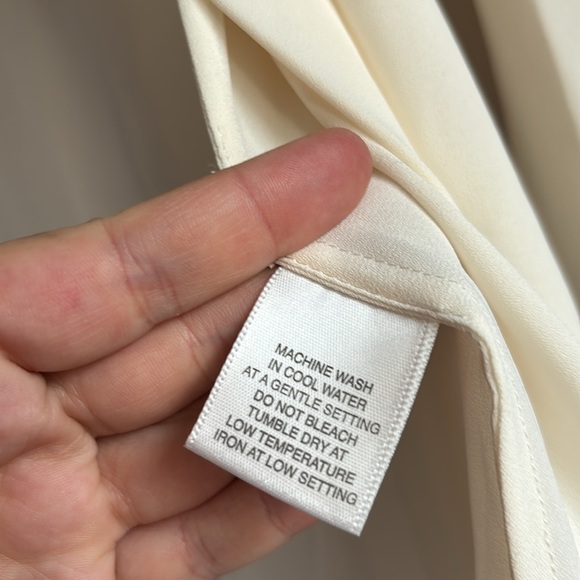 MACHINE WASH
IN COOL WATER
AT A GENTLE SETTING
DO NOT BLEACH
TUMBLE DRY AT
LOW TEMPERATURE
IRON AT LOW SETTING